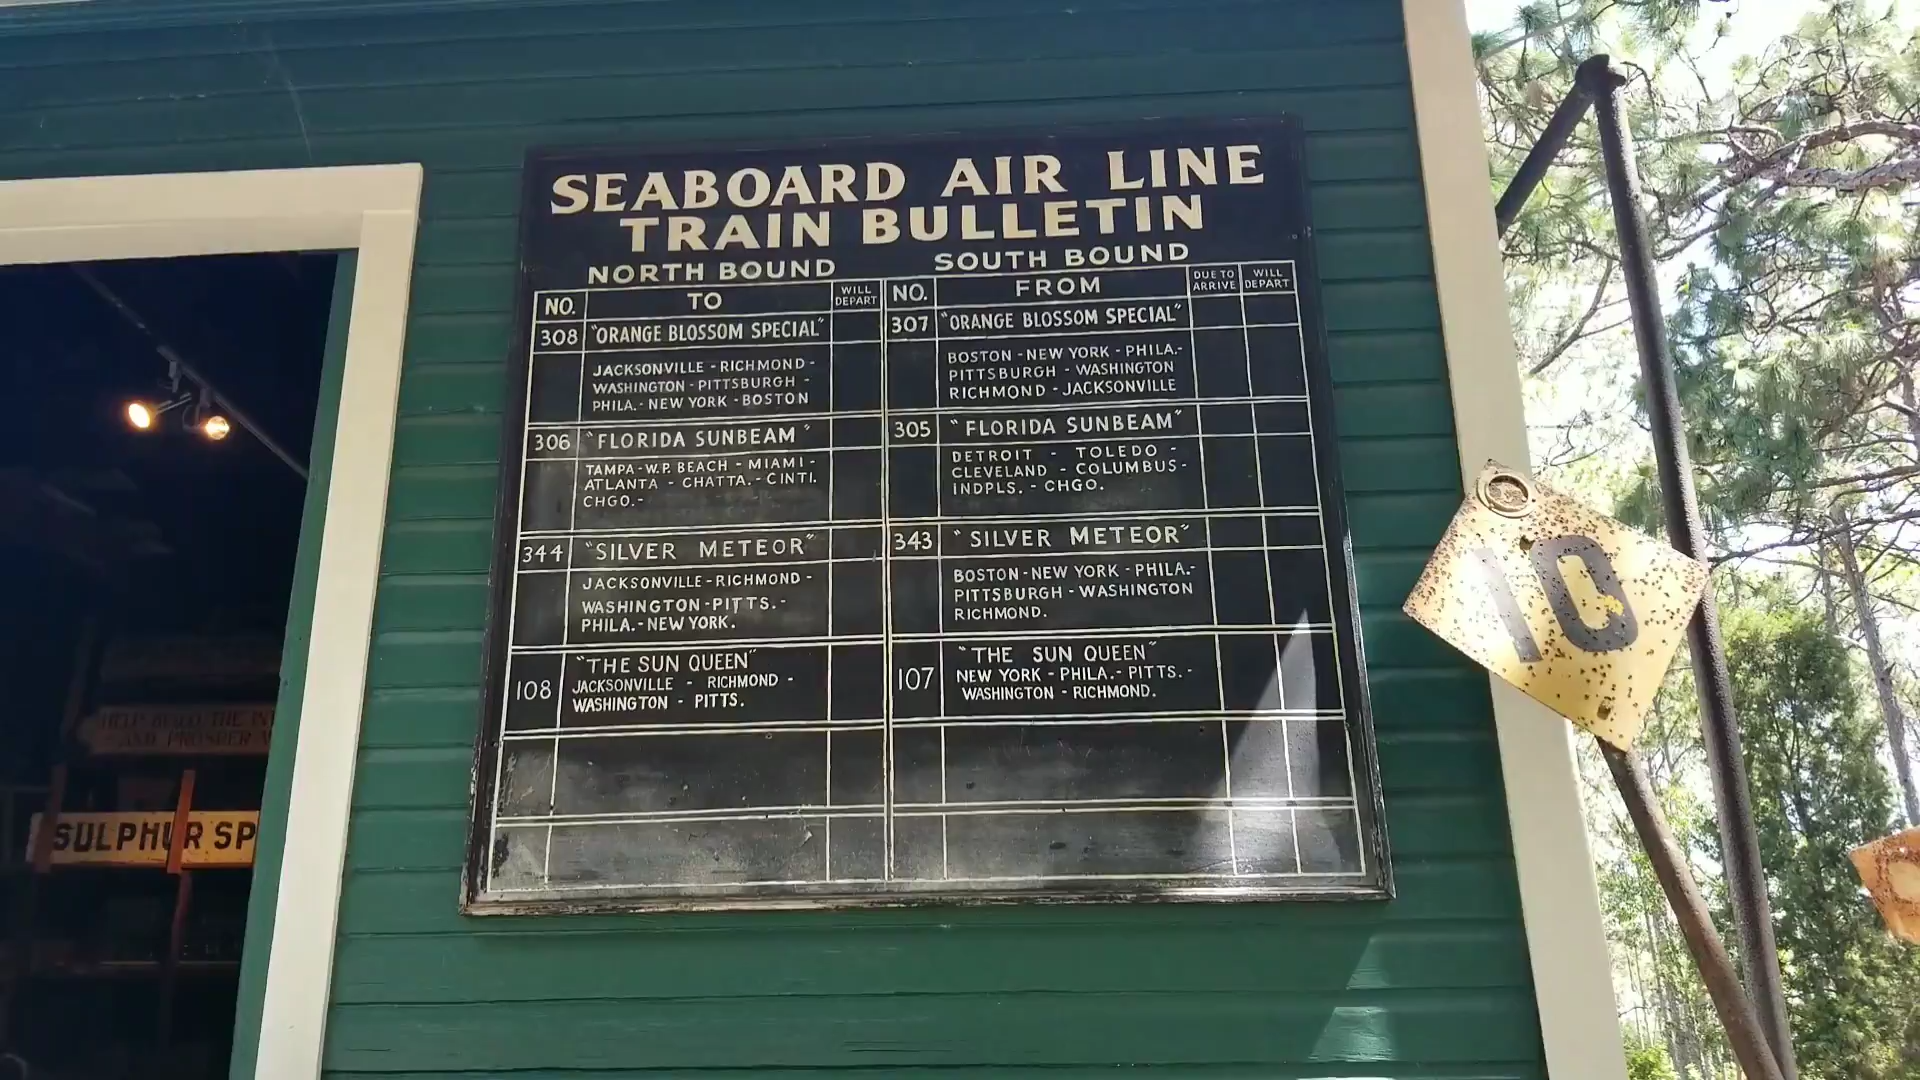 SEABOARD AIR LINE
TRAIN BULLETIN
NORTH BOUND
NO. TO WILL DEPART
308 "ORANGE BLOSSOM SPECIAL"
JACKSONVILLE - RICHMOND -
WASHINGTON - PITTSBURGH -
PHILA. - NEW YORK - BOSTON
306 "FLORIDA SUNBEAM"
TAMPA - W.P. BEACH - MIAMI -
ATLANTA - CHATTA. - CINTI.
CHGO. -
344 "SILVER METEOR"
JACKSONVILLE - RICHMOND -
WASHINGTON - PITTS. -
PHILA. - NEW YORK.
108 "THE SUN QUEEN"
JACKSONVILLE - RICHMOND -
WASHINGTON - PITTS.
SOUTH BOUND
NO. FROM DUE TO ARRIVE WILL DEPART
307 "ORANGE BLOSSOM SPECIAL"
BOSTON - NEW YORK - PHILA. -
PITTSBURGH - WASHINGTON
RICHMOND - JACKSONVILLE
305 "FLORIDA SUNBEAM"
DETROIT - TOLEDO -
CLEVELAND - COLUMBUS -
INDPLS. - CHGO.
343 "SILVER METEOR"
BOSTON - NEW YORK - PHILA. -
PITTSBURGH - WASHINGTON
RICHMOND.
107 "THE SUN QUEEN"
NEW YORK - PHILA. - PITTS. -
WASHINGTON - RICHMOND.
10
HELP BUILD THE
AND PROSPER
SULPHUR SP